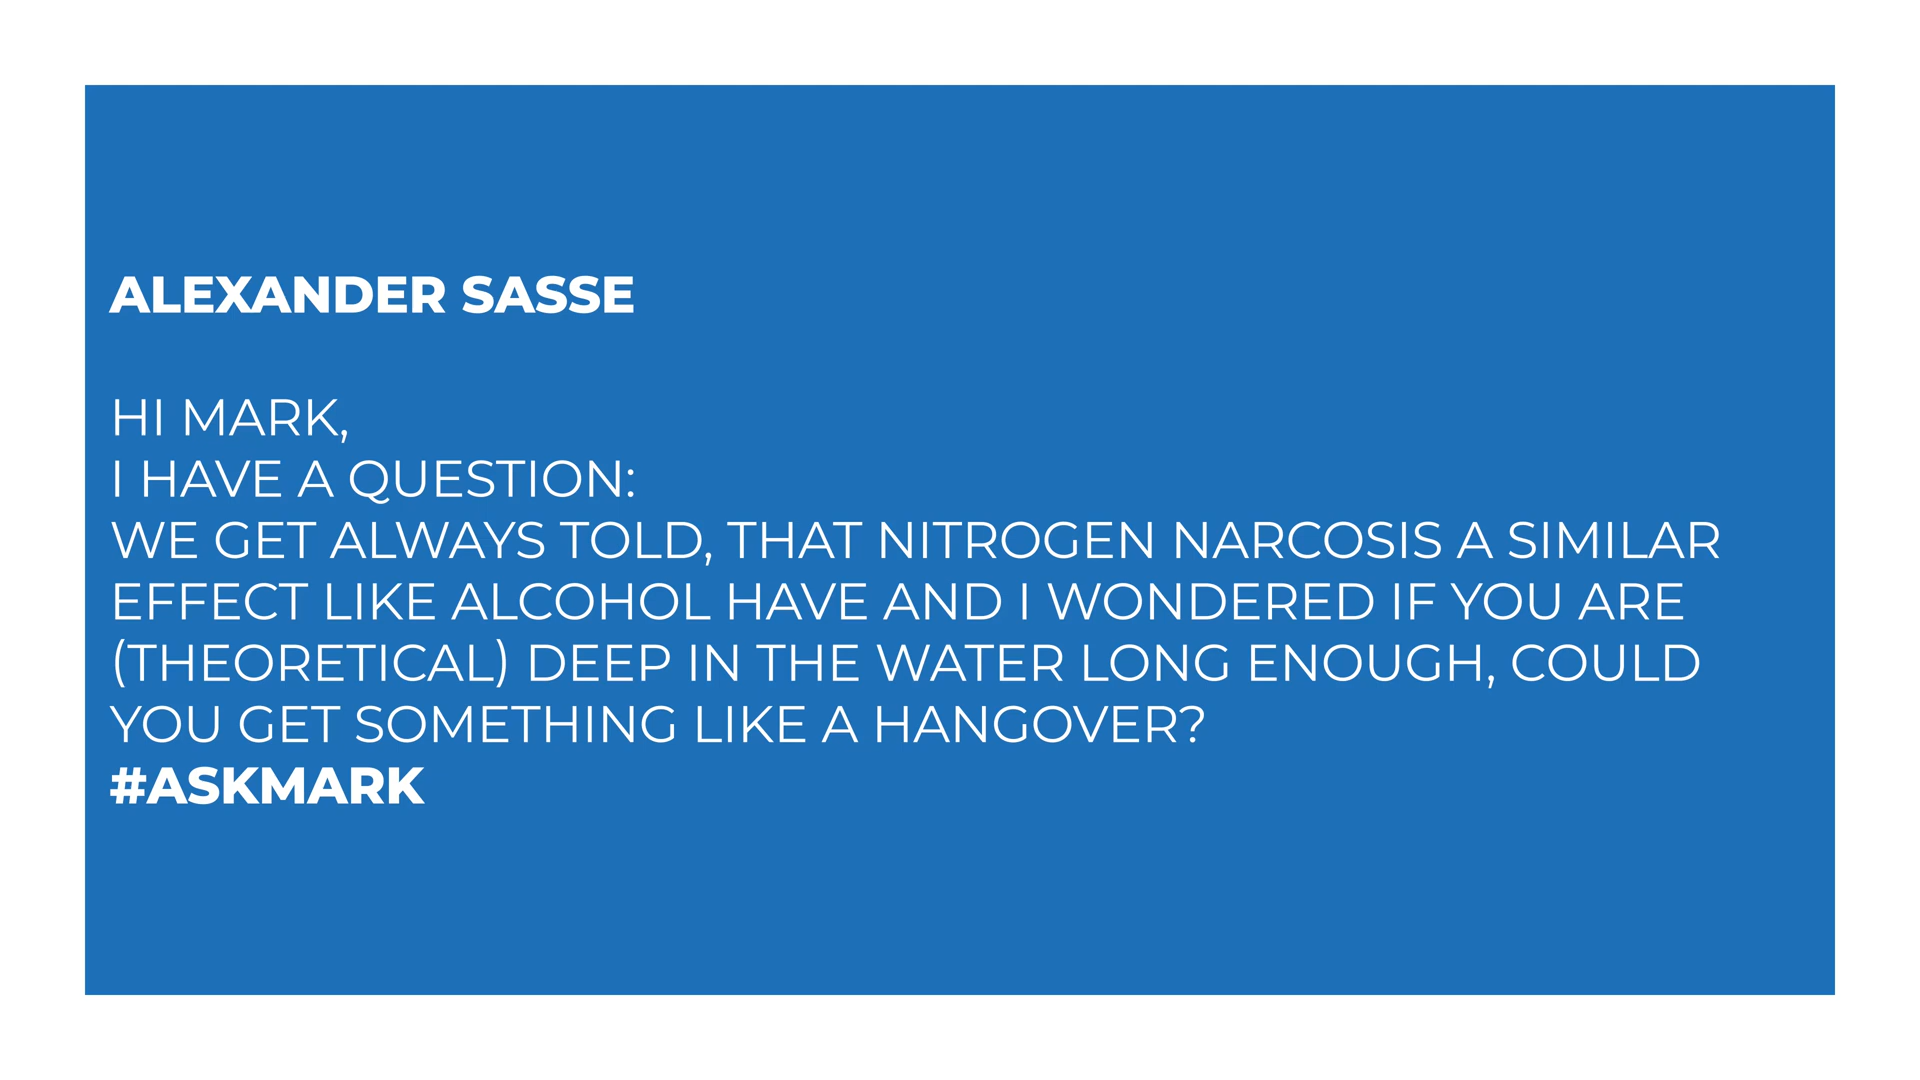 ALEXANDER SASSE
HI MARK,
I HAVE A QUESTION:
WE GET ALWAYS TOLD, THAT NITROGEN NARCOSIS A SIMILAR
EFFECT LIKE ALCOHOL HAVE AND I WONDERED IF YOU ARE
(THEORETICAL) DEEP IN THE WATER LONG ENOUGH, COULD
YOU GET SOMETHING LIKE A HANGOVER?
#ASKMARK